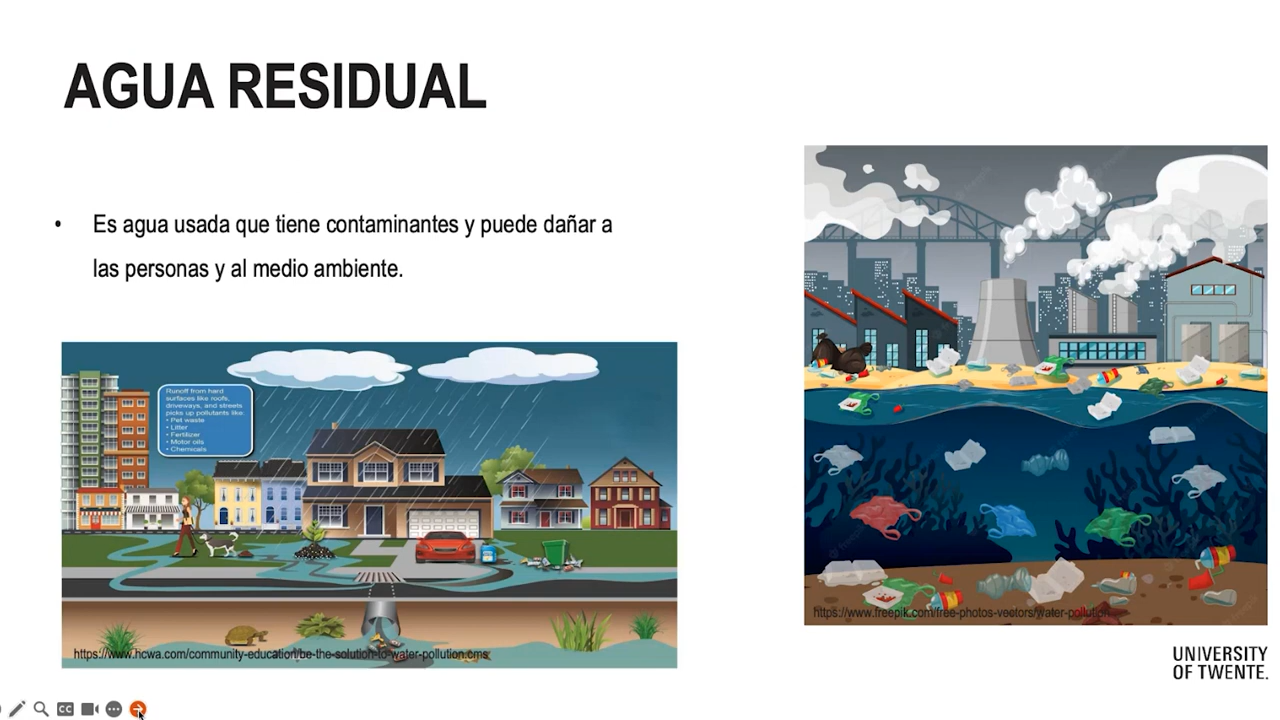 AGUA RESIDUAL
• Es agua usada que tiene contaminantes y puede dañar a
las personas y al medio ambiente.
Runoff from hard
surfaces like roofs,
driveways, and streets
picks up pollutants like:
• Pet waste
• Litter
• Fertilizer
• Motor oils
• Chemicals
https://www.hcwa.com/community-education/be-the-solution-to-water-pollution.cms
https://www.freepik.com/free-photos-vectors/water-pollution
UNIVERSITY
OF TWENTE.
CC